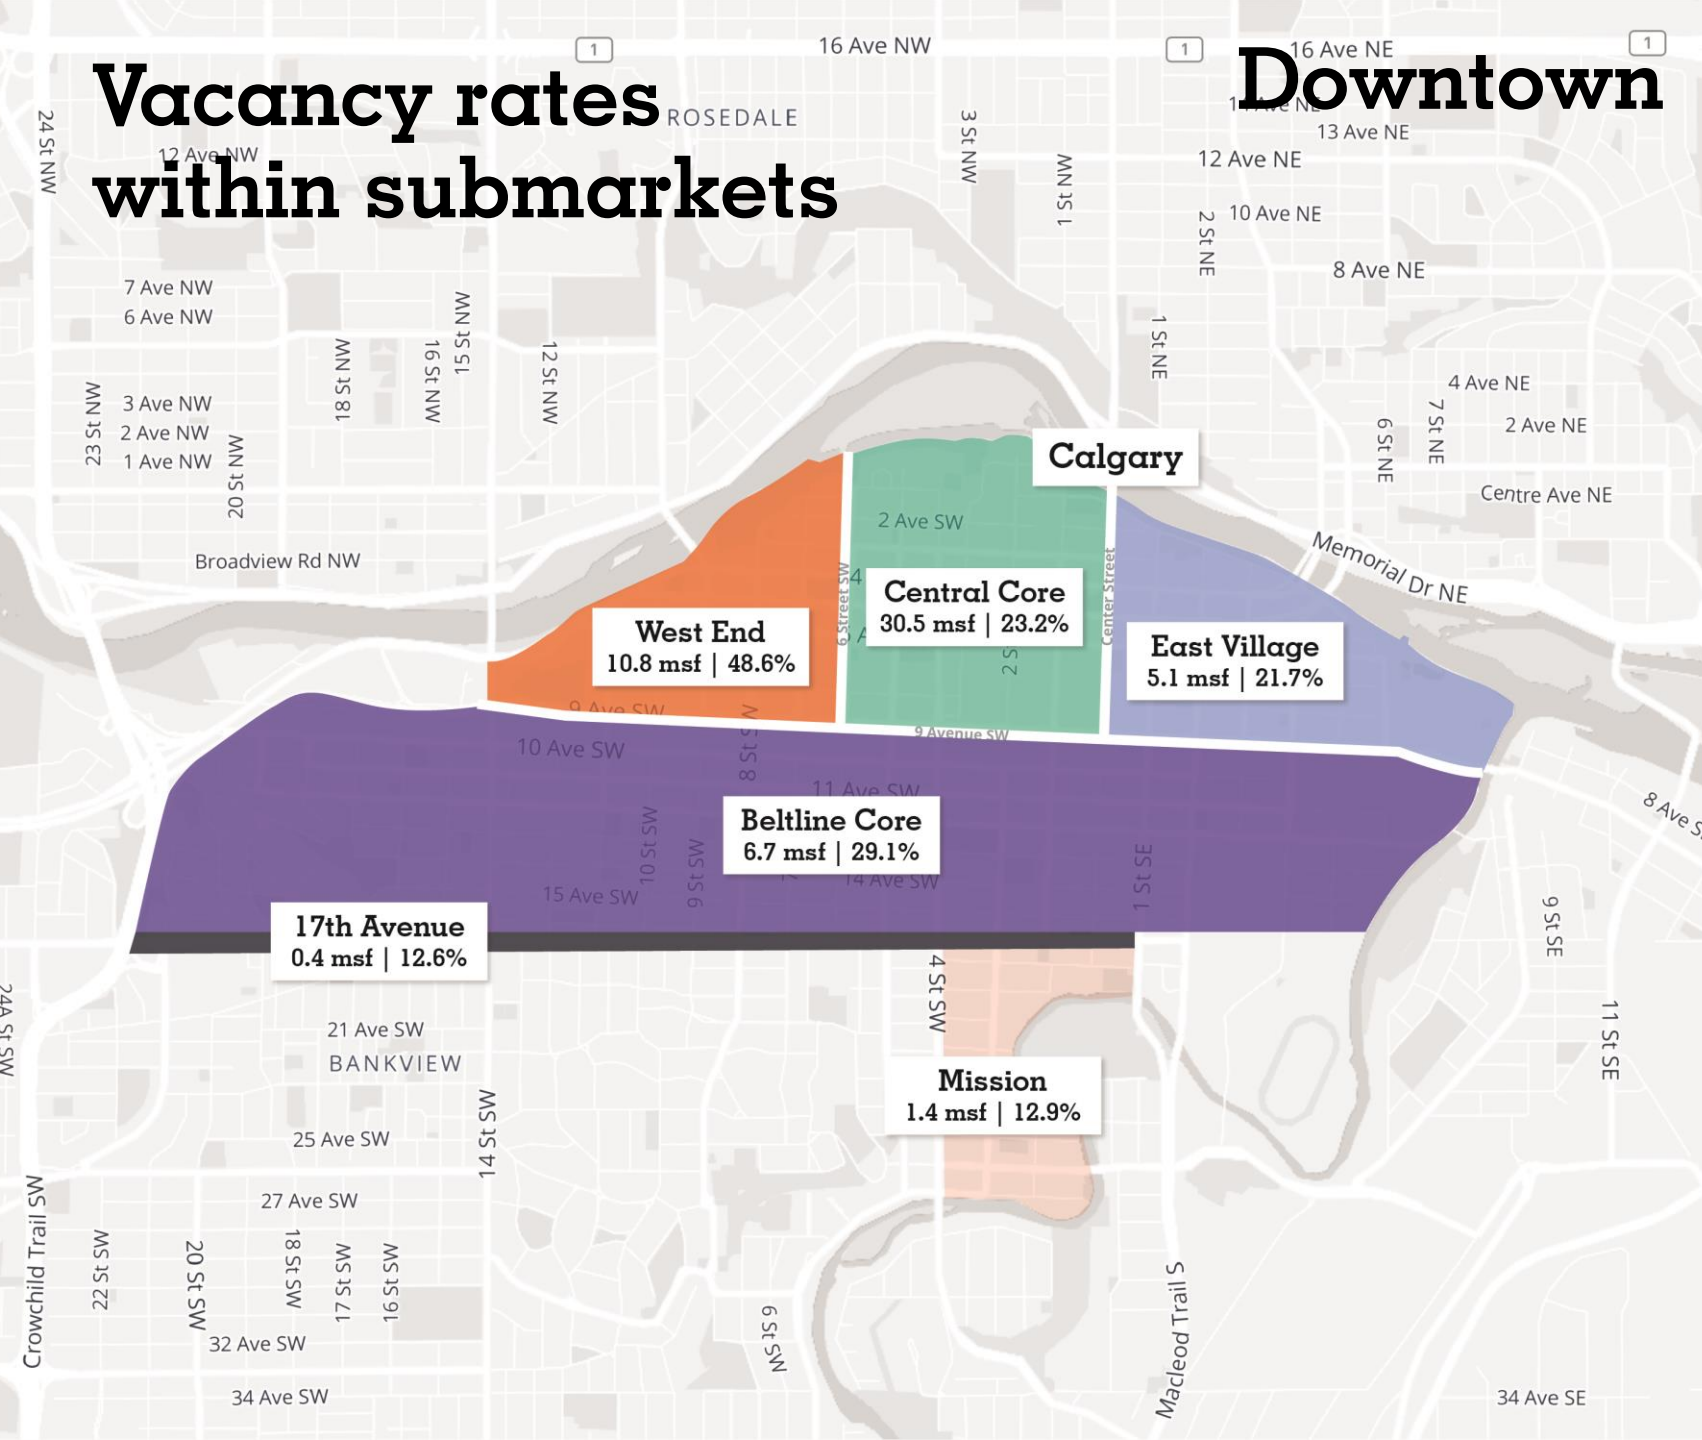 Vacancy rates
within submarkets
Downtown
1
16 Ave NW
1
16 Ave NE
1
ROSEDALE
13 Ave NE
24 St NW
12 Ave NW
3 St NW
1 St NW
12 Ave NE
10 Ave NE
2 St NE
8 Ave NE
7 Ave NW
6 Ave NW
18 St NW
16 St NW
15 St NW
12 St NW
1 St NE
4 Ave NE
23 St NW
3 Ave NW
2 Ave NW
1 Ave NW
20 St NW
6 St NE
7 St NE
2 Ave NE
Calgary
Centre Ave NE
2 Ave SW
Broadview Rd NW
Memorial Dr NE
6 Street SW
4
Center Street
Central Core
30.5 msf | 23.2%
West End
10.8 msf | 48.6%
East Village
5.1 msf | 21.7%
9 Ave SW
9 Avenue SW
10 Ave SW
8 St SW
11 Ave SW
Beltline Core
6.7 msf | 29.1%
10 St SW
9 St SW
14 Ave SW
15 Ave SW
1 St SE
8 Ave S
17th Avenue
0.4 msf | 12.6%
9 St SE
4 St SW
24A St SW
21 Ave SW
BANKVIEW
11 St SE
Mission
1.4 msf | 12.9%
14 St SW
25 Ave SW
27 Ave SW
Crowchild Trail SW
22 St SW
20 St SW
18 St SW
17 St SW
16 St SW
32 Ave SW
34 Ave SW
6 St SW
Macleod Trail S
34 Ave SE